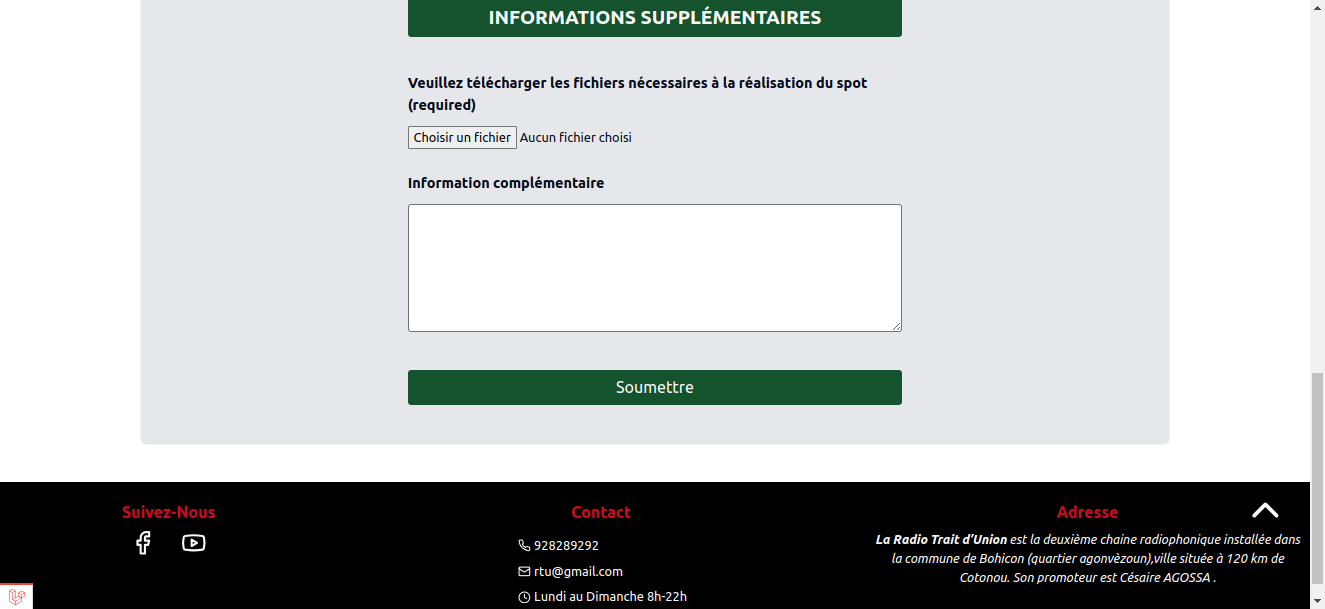 INFORMATIONS SUPPLÉMENTAIRES
Veuillez télécharger les fichiers nécessaires à la réalisation du spot
(required)
Choisir un fichier Aucun fichier choisi
Information complémentaire
Soumettre
Suivez-Nous
Contact
928289292
rtu@gmail.com
Lundi au Dimanche 8h-22h
Adresse
La Radio Trait d’Union est la deuxième chaine radiophonique installée dans
la commune de Bohicon (quartier agonvèzoun),ville située à 120 km de
Cotonou. Son promoteur est Césaire AGOSSA .